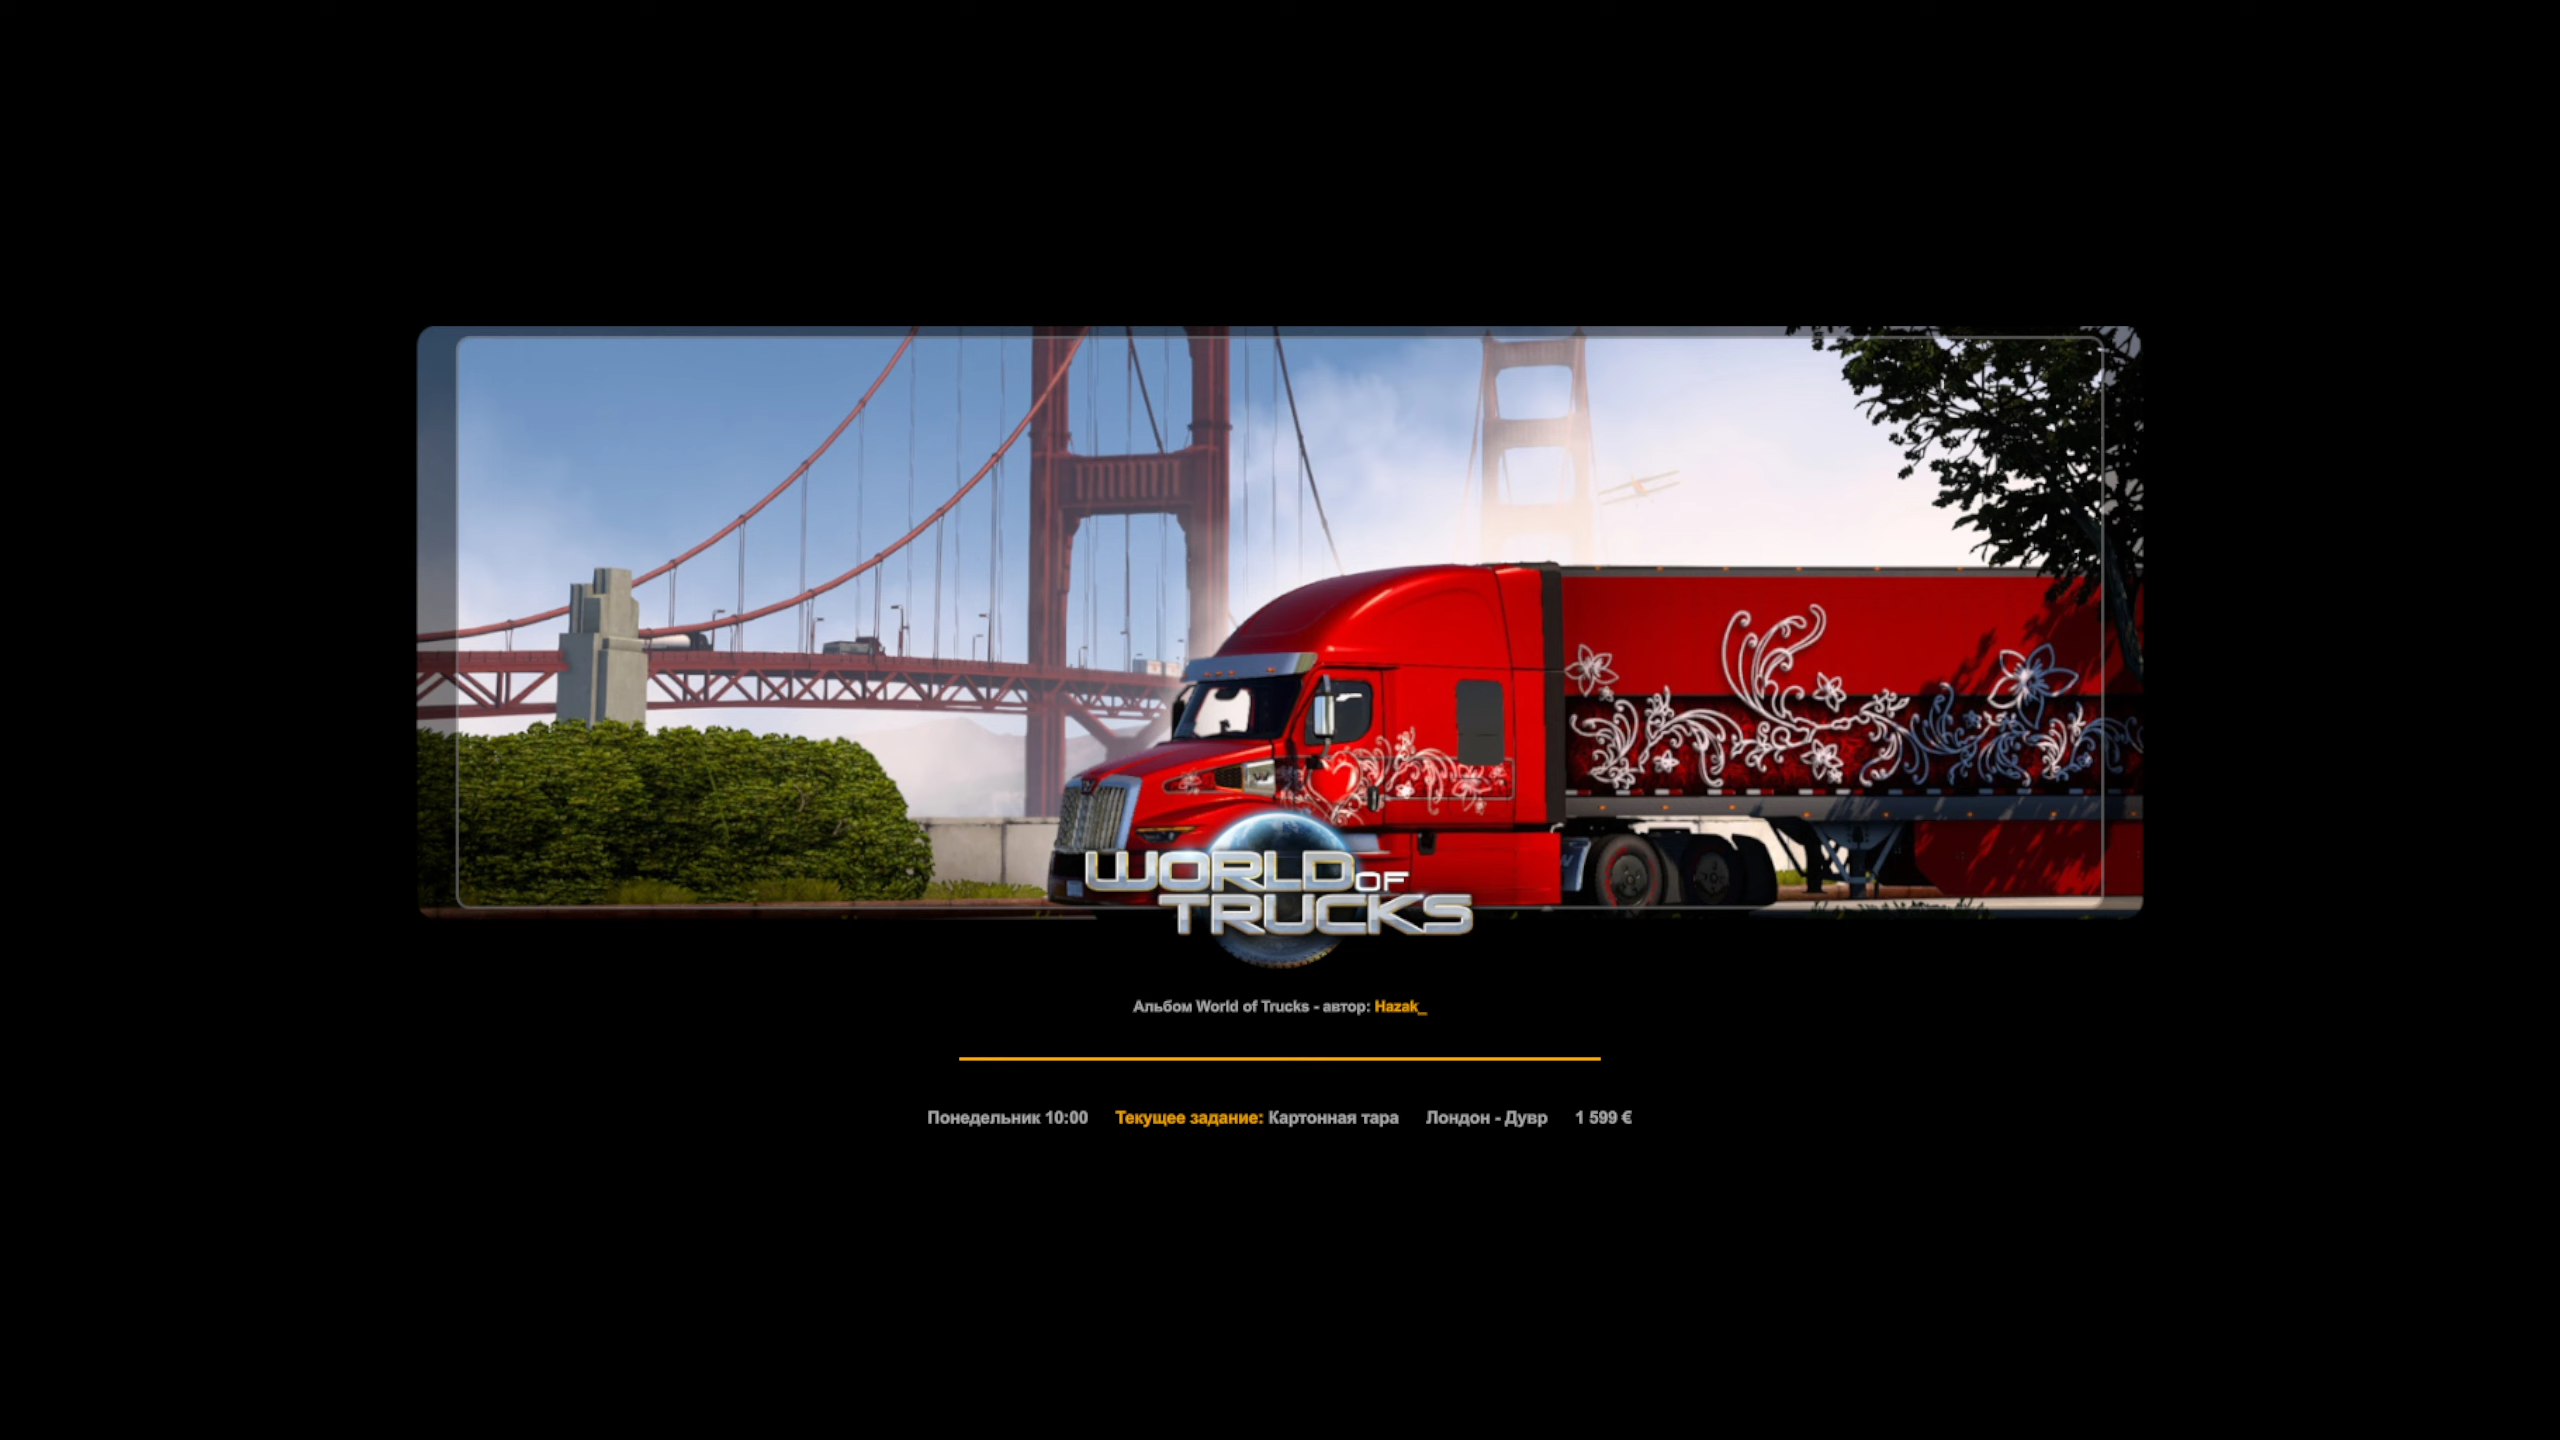 WORLD OF
TRUCKS
Альбом World of Trucks - автор: Hazak_
Понедельник 10:00 Текущее задание: Картонная тара Лондон - Дувр 1 599 €